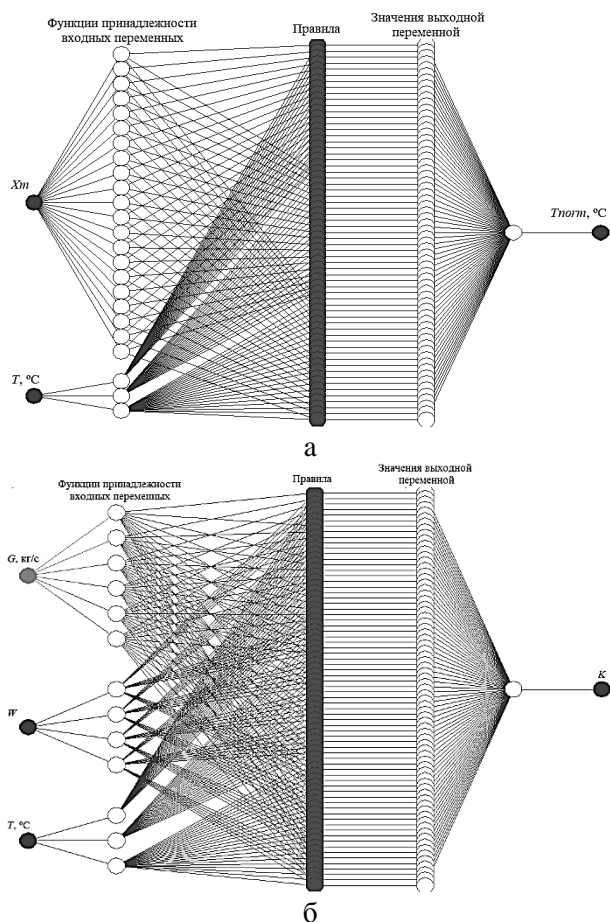 Функции принадлежности
входных переменных
Правила
Значения выходной
переменной
Xm
Tnorm, ºC
T, ºC
а
Функции принадлежности
входных переменных
Правила
Значения выходной
переменной
G, кг/с
W
K
T, ºC
б